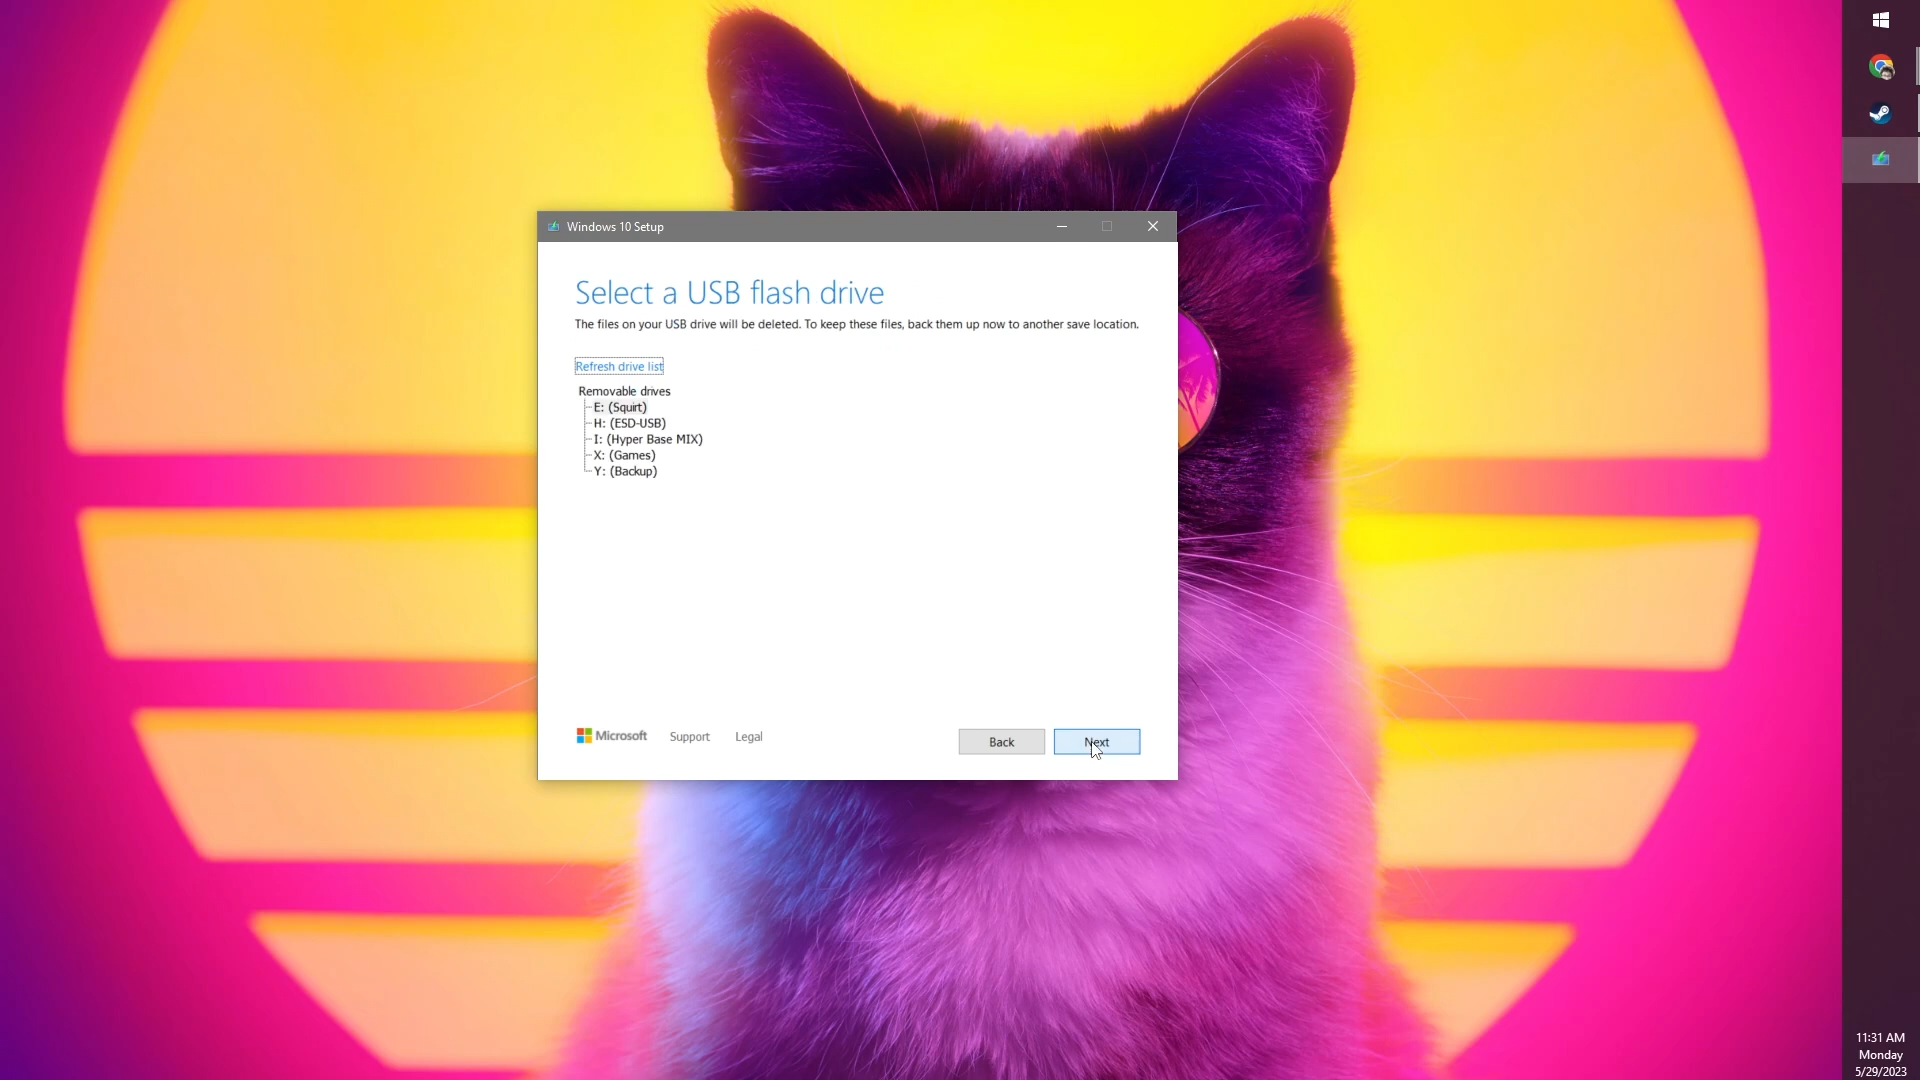 Windows 10 Setup
Select a USB flash drive
The files on your USB drive will be deleted. To keep these files, back them up now to another save location.
Refresh drive list
Removable drives
E: (Squirt)
H: (ESD-USB)
I: (Hyper Base MIX)
X: (Games)
Y: (Backup)
Microsoft Support Legal
Back Next
11:31 AM
Monday
5/29/2023